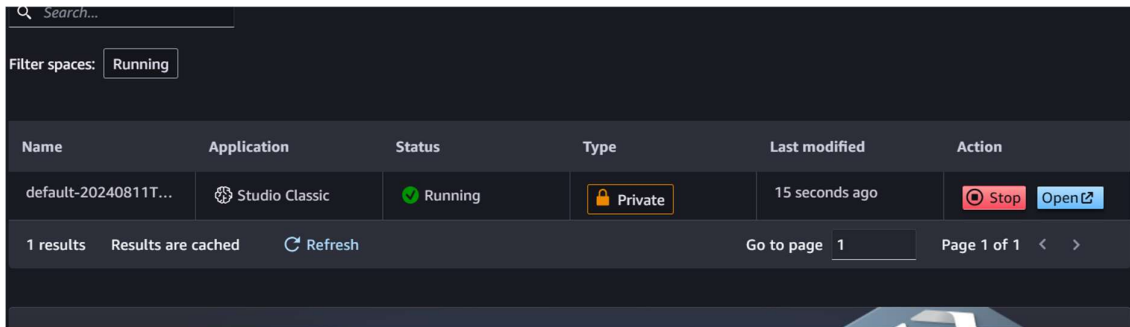 Search...
Filter spaces: Running
Name Application Status Type Last modified Action
default-20240811T... Studio Classic Running Private 15 seconds ago Stop Open
1 results Results are cached Refresh Go to page 1 Page 1 of 1